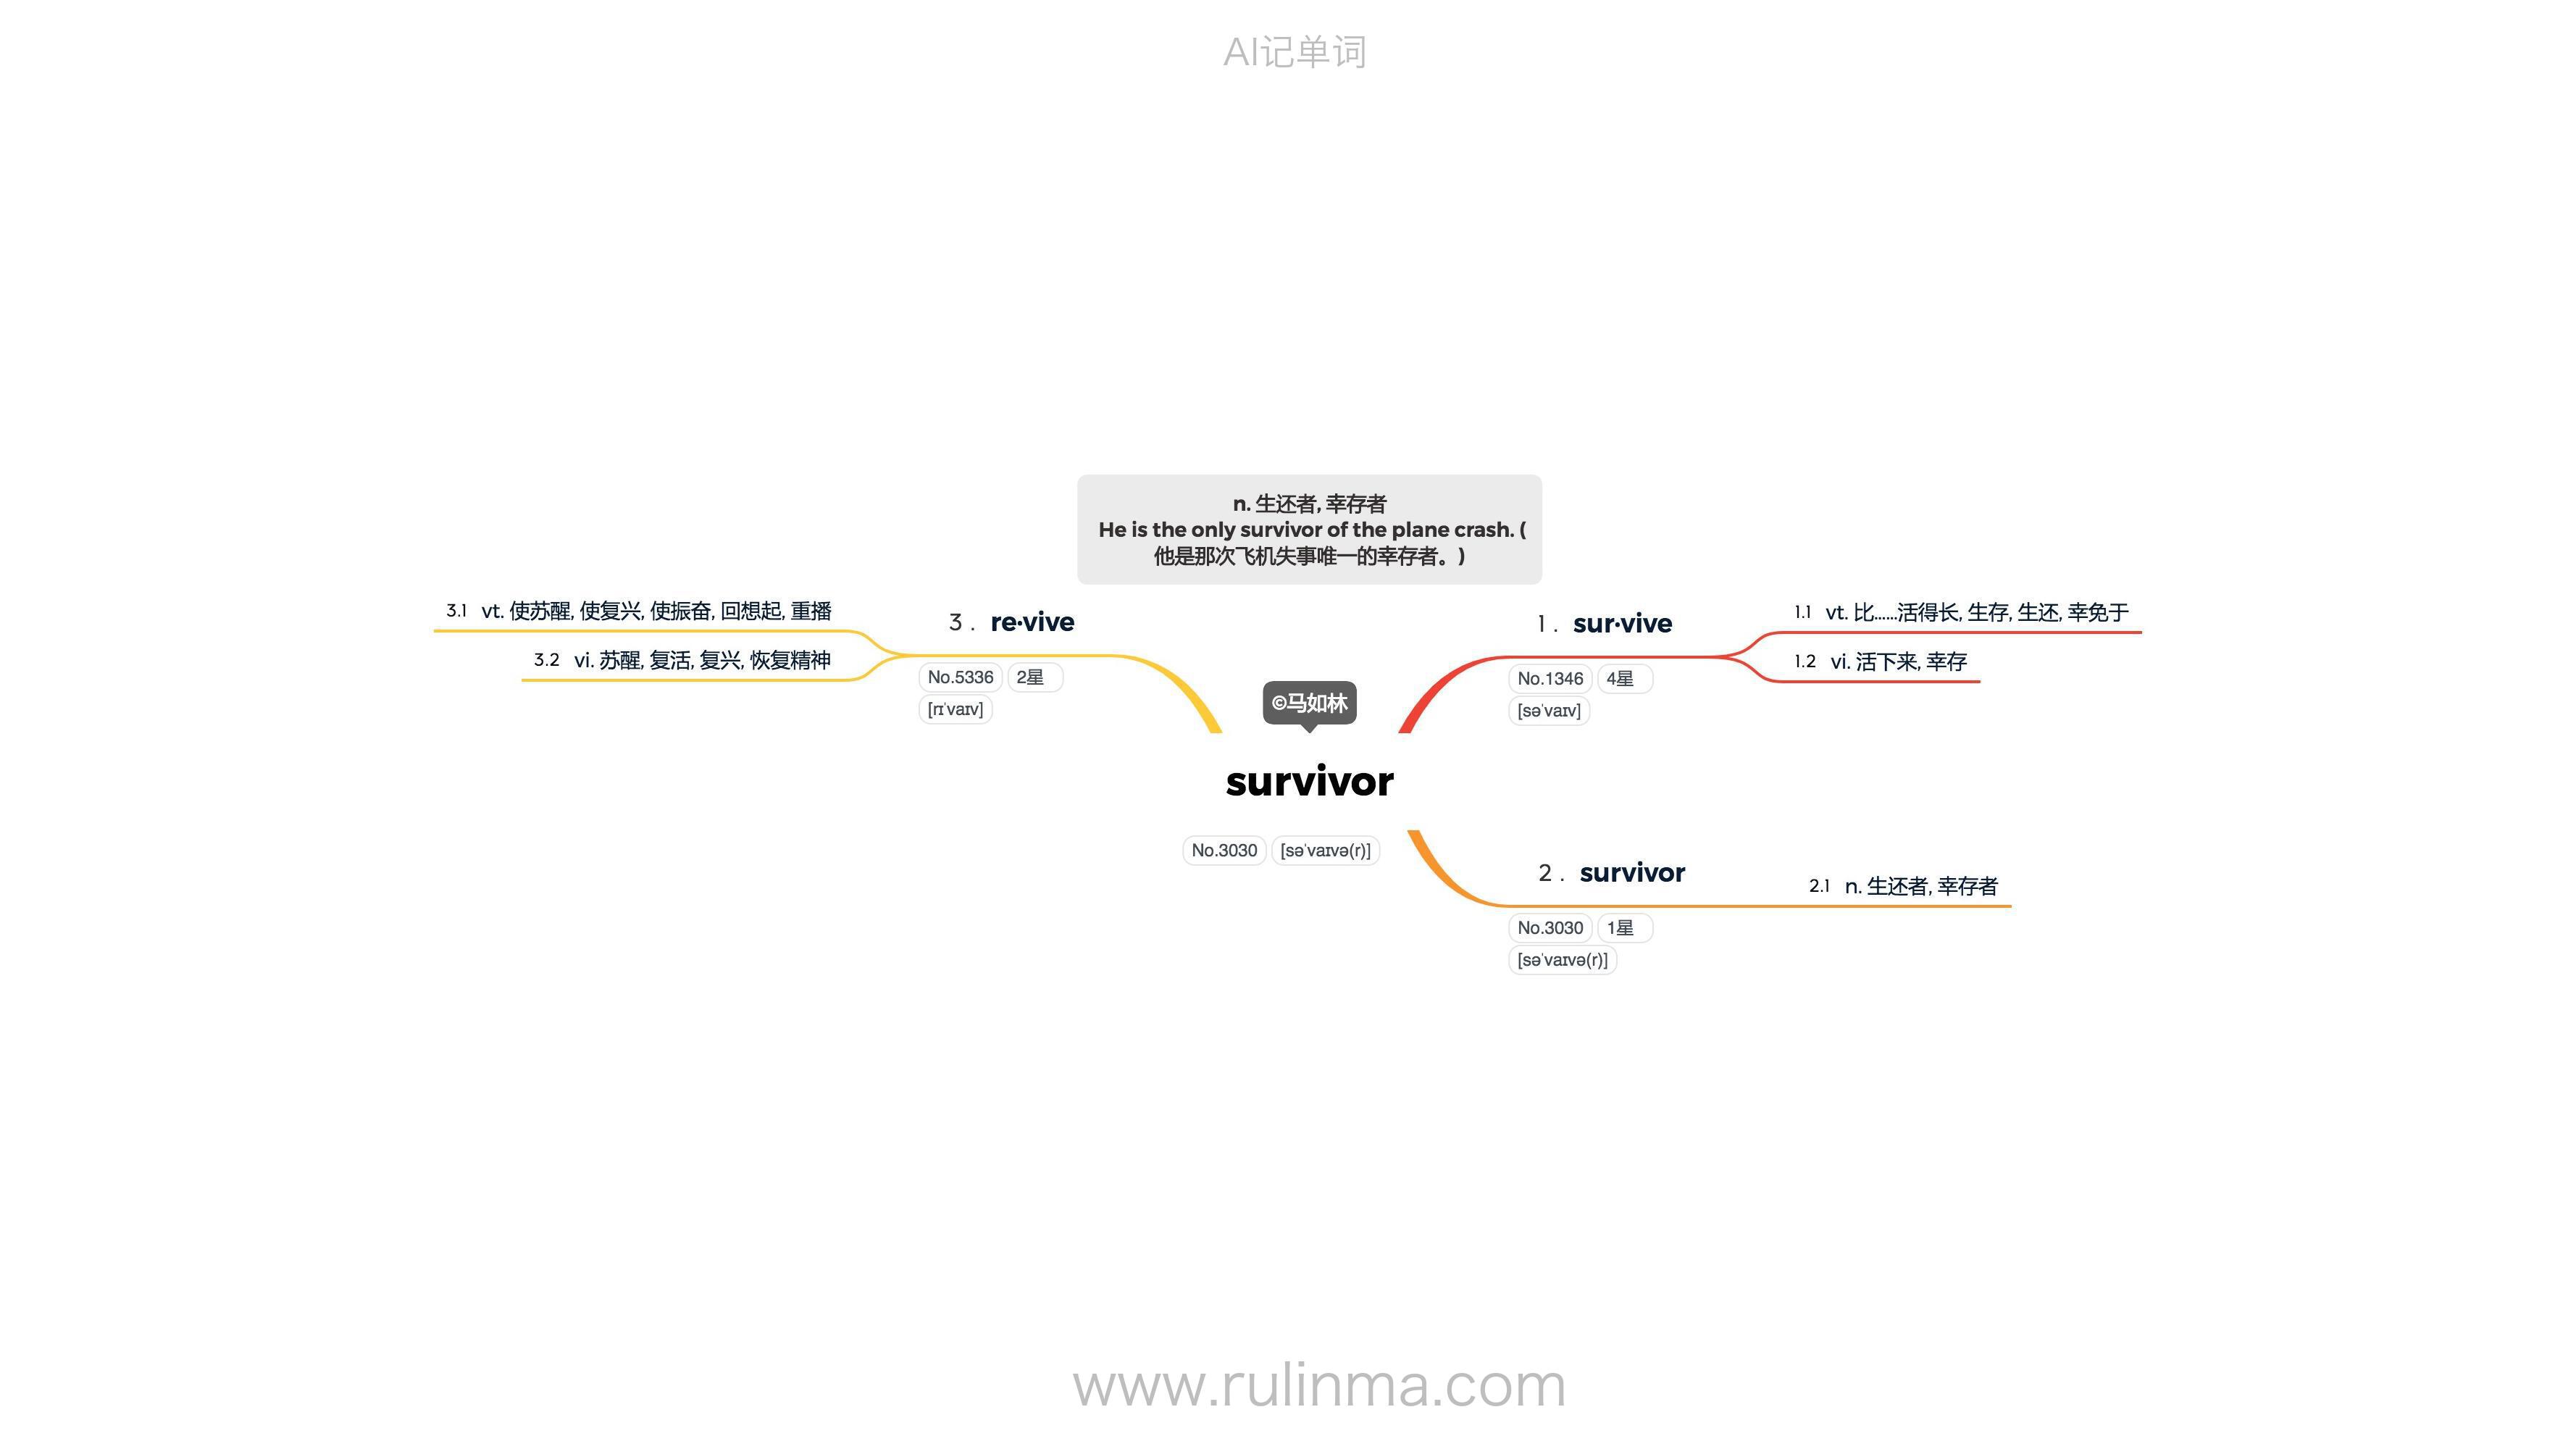 AI记单词
n. 生还者, 幸存者
He is the only survivor of the plane crash. (
他是那次飞机失事唯一的幸存者。)
©马如林
survivor
No.3030 [səˈvaɪvə(r)]
1 . sur·vive
No.1346 4星
[səˈvaɪv]
1.1 vt. 比……活得长, 生存, 生还, 幸免于
1.2 vi. 活下来, 幸存
2 . survivor
No.3030 1星
[səˈvaɪvə(r)]
2.1 n. 生还者, 幸存者
3 . re·vive
No.5336 2星
[rɪˈvaɪv]
3.1 vt. 使苏醒, 使复兴, 使振奋, 回想起, 重播
3.2 vi. 苏醒, 复活, 复兴, 恢复精神
www.rulinma.com